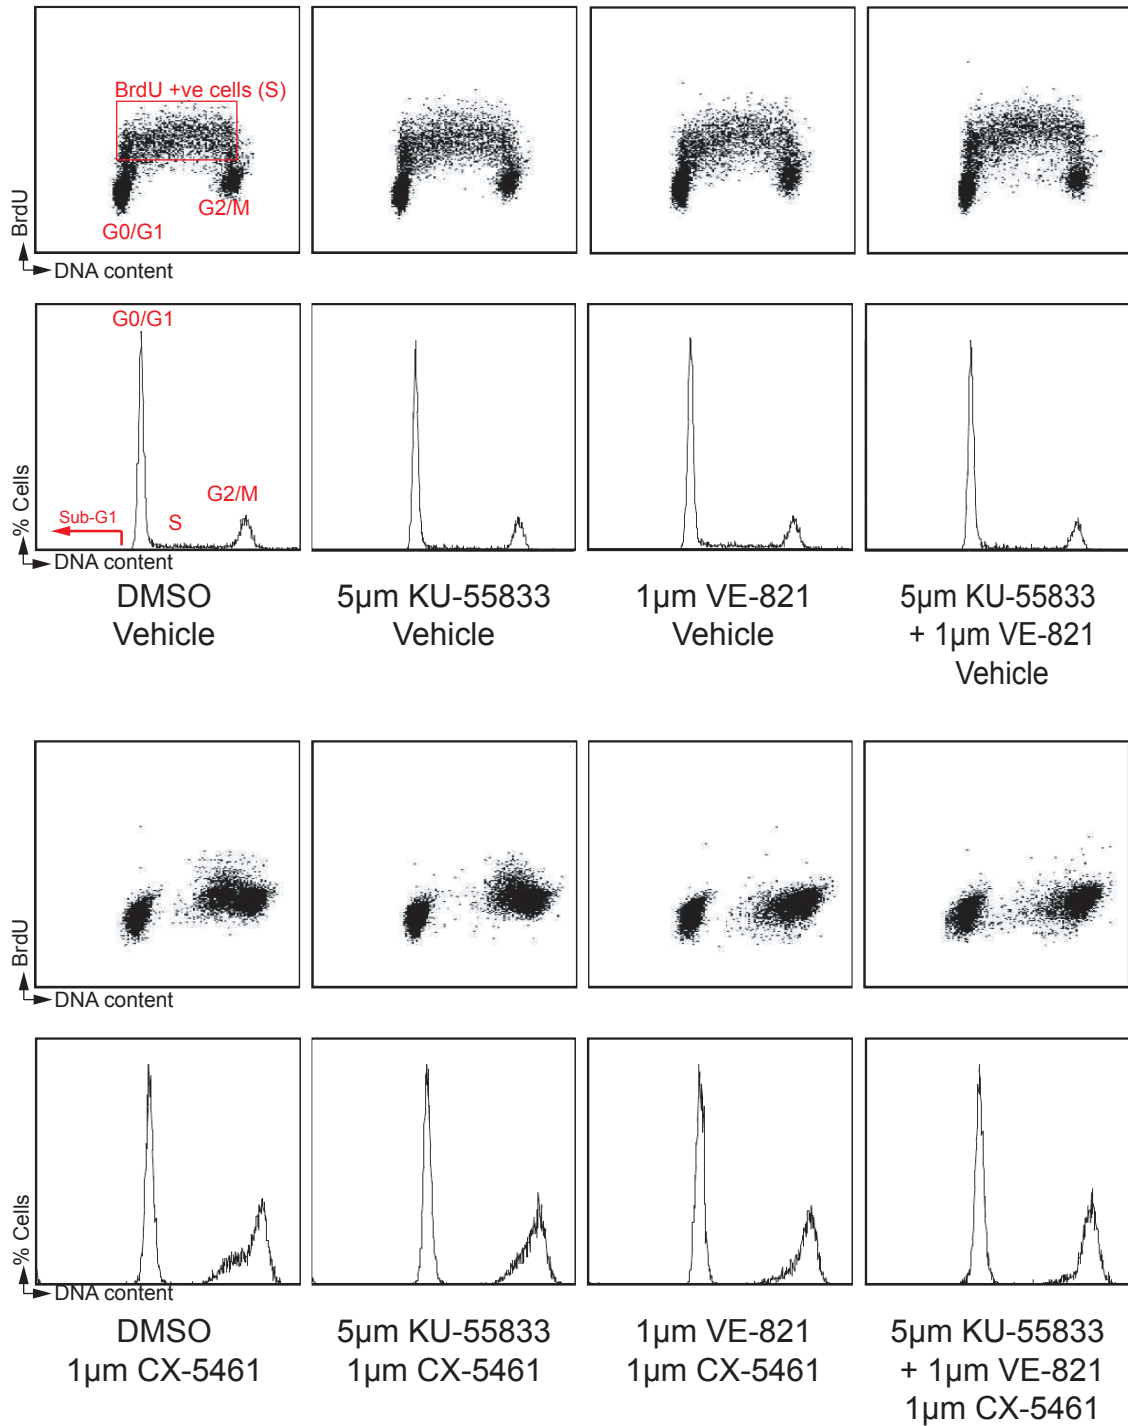 BrdU +ve cells (S)
G2/M
G0/G1
BrdU
DNA content
G0/G1
G2/M
Sub-G1
S
% Cells
DNA content
DMSO
Vehicle
5µm KU-55833
Vehicle
1µm VE-821
Vehicle
5µm KU-55833
+ 1µm VE-821
Vehicle
BrdU
DNA content
% Cells
DNA content
DMSO
1µm CX-5461
5µm KU-55833
1µm CX-5461
1µm VE-821
1µm CX-5461
5µm KU-55833
+ 1µm VE-821
1µm CX-5461